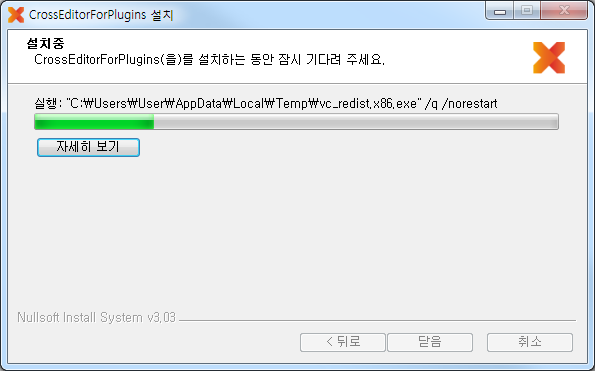 CrossEditorForPlugins 설치
설치중
CrossEditorForPlugins(을)를 설치하는 동안 잠시 기다려 주세요.
실행: "C:₩Users₩User₩AppData₩Local₩Temp₩vc_redist.x86.exe" /q /norestart
자세히 보기
Nullsoft Install System v3.03
< 뒤로
닫음
취소